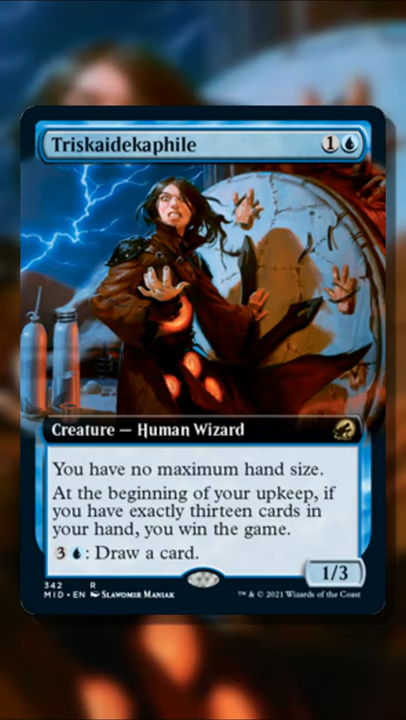 Triskaidekaphile 1
Creature — Human Wizard
You have no maximum hand size.
At the beginning of your upkeep, if
you have exactly thirteen cards in
your hand, you win the game.
3 : Draw a card.
1/3
342 R
MID • EN Slawomir Maniak ™ & © 2021 Wizards of the Coast